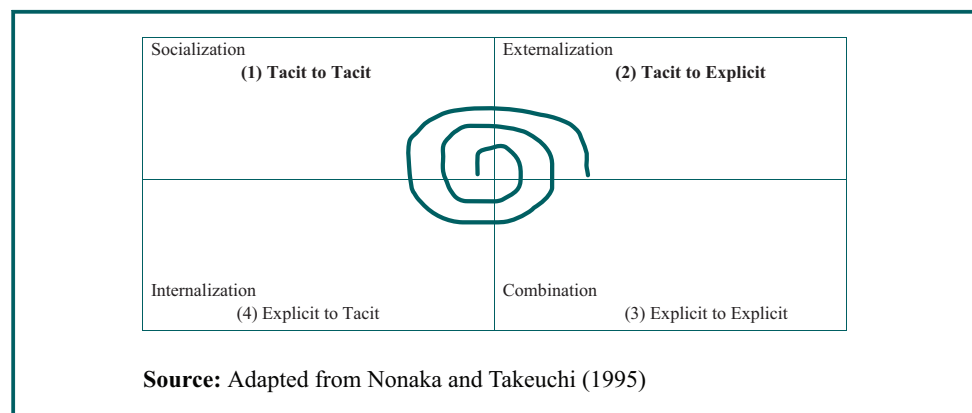 Socialization
(1) Tacit to Tacit
Externalization
(2) Tacit to Explicit
Internalization
(4) Explicit to Tacit
Combination
(3) Explicit to Explicit
Source: Adapted from Nonaka and Takeuchi (1995)